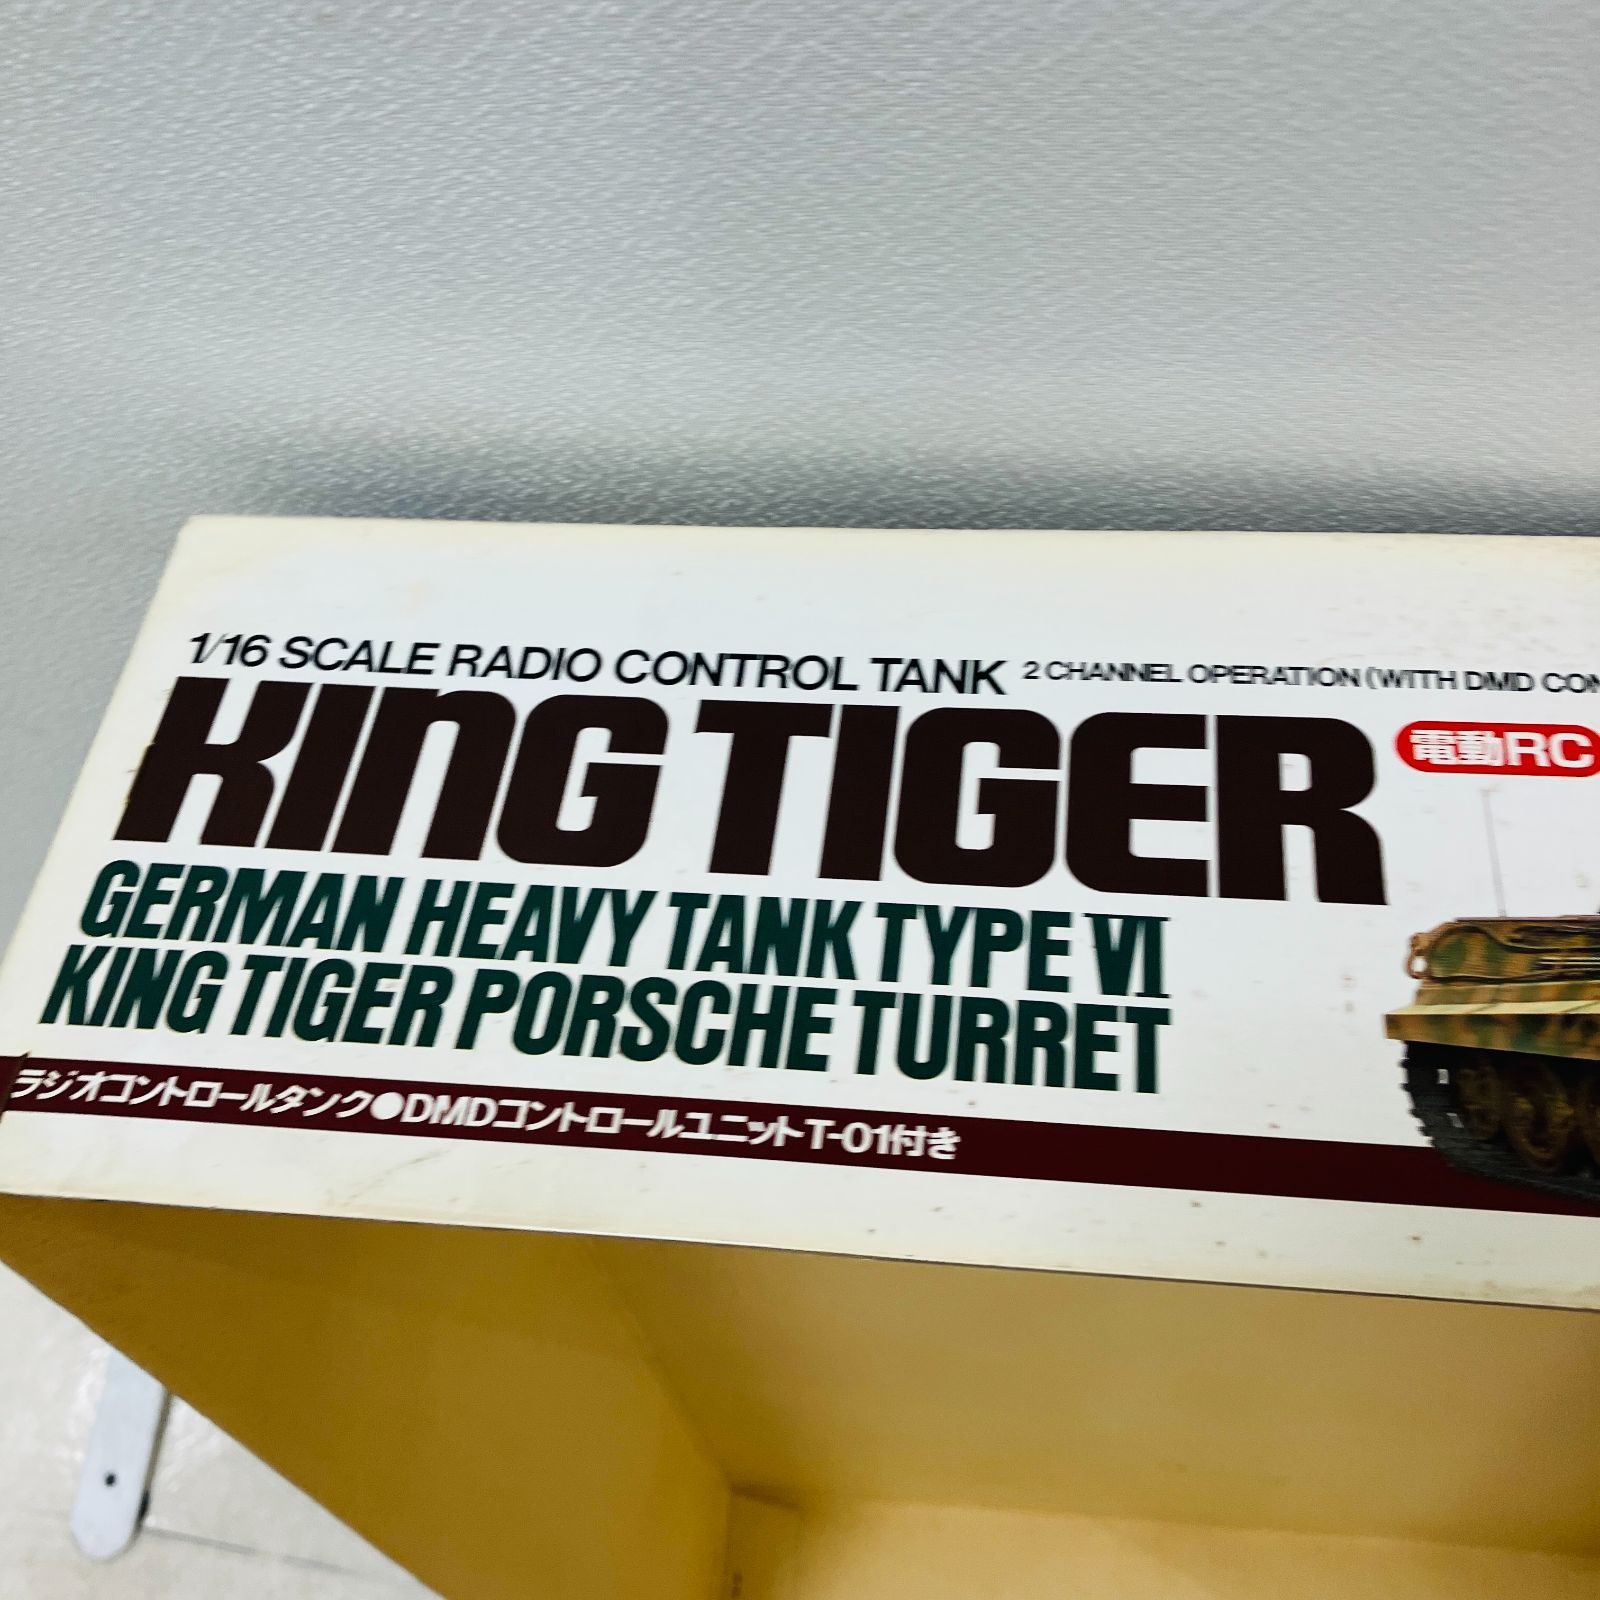 1/16 SCALE RADIO CONTROL TANK 2 CHANNEL OPERATION (WITH DMD
KING TIGER
電動RC
GERMAN HEAVY TANK TYPE VI
KING TIGER PORSCHE TURRET
ラジオコントロールタンク●DMDコントロールユニットT-01付き